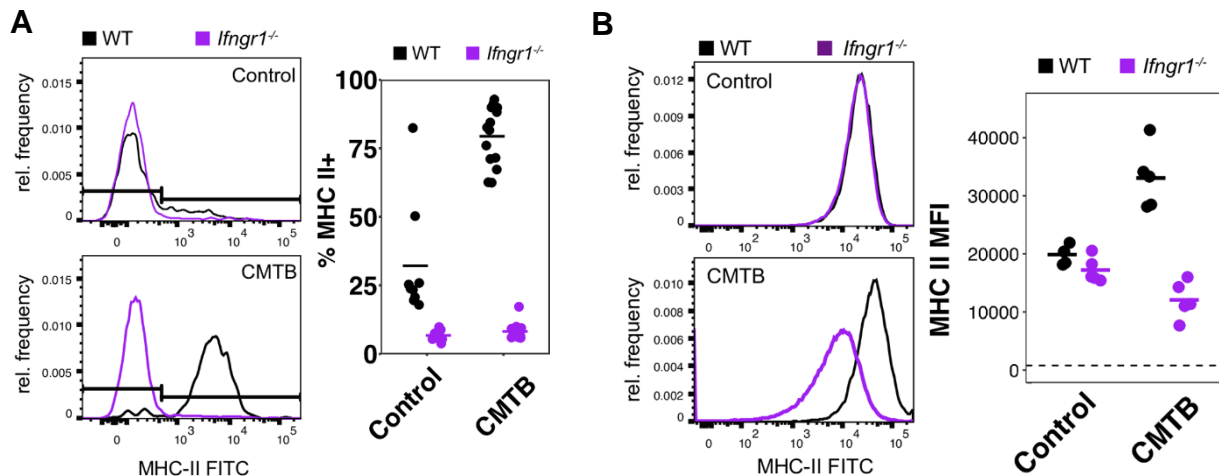 A
WT Ifngr1-/-
Control
rel. frequency
0.015
0.010
0.005
0
0 10³ 10⁴ 10⁵
CMTB
rel. frequency
0.015
0.010
0.005
0
0 10³ 10⁴ 10⁵
MHC-II FITC
WT Ifngr1-/-
% MHC II+
100
75
50
25
0
Control CMTB
B
WT Ifngr1-/-
Control
rel. frequency
0.012
0.009
0.006
0.003
0
0 10² 10³ 10⁴ 10⁵
CMTB
rel. frequency
0.010
0.008
0.006
0.004
0.002
0
0 10² 10³ 10⁴ 10⁵
MHC-II FITC
WT Ifngr1-/-
MHC II MFI
40000
30000
20000
10000
0
Control CMTB